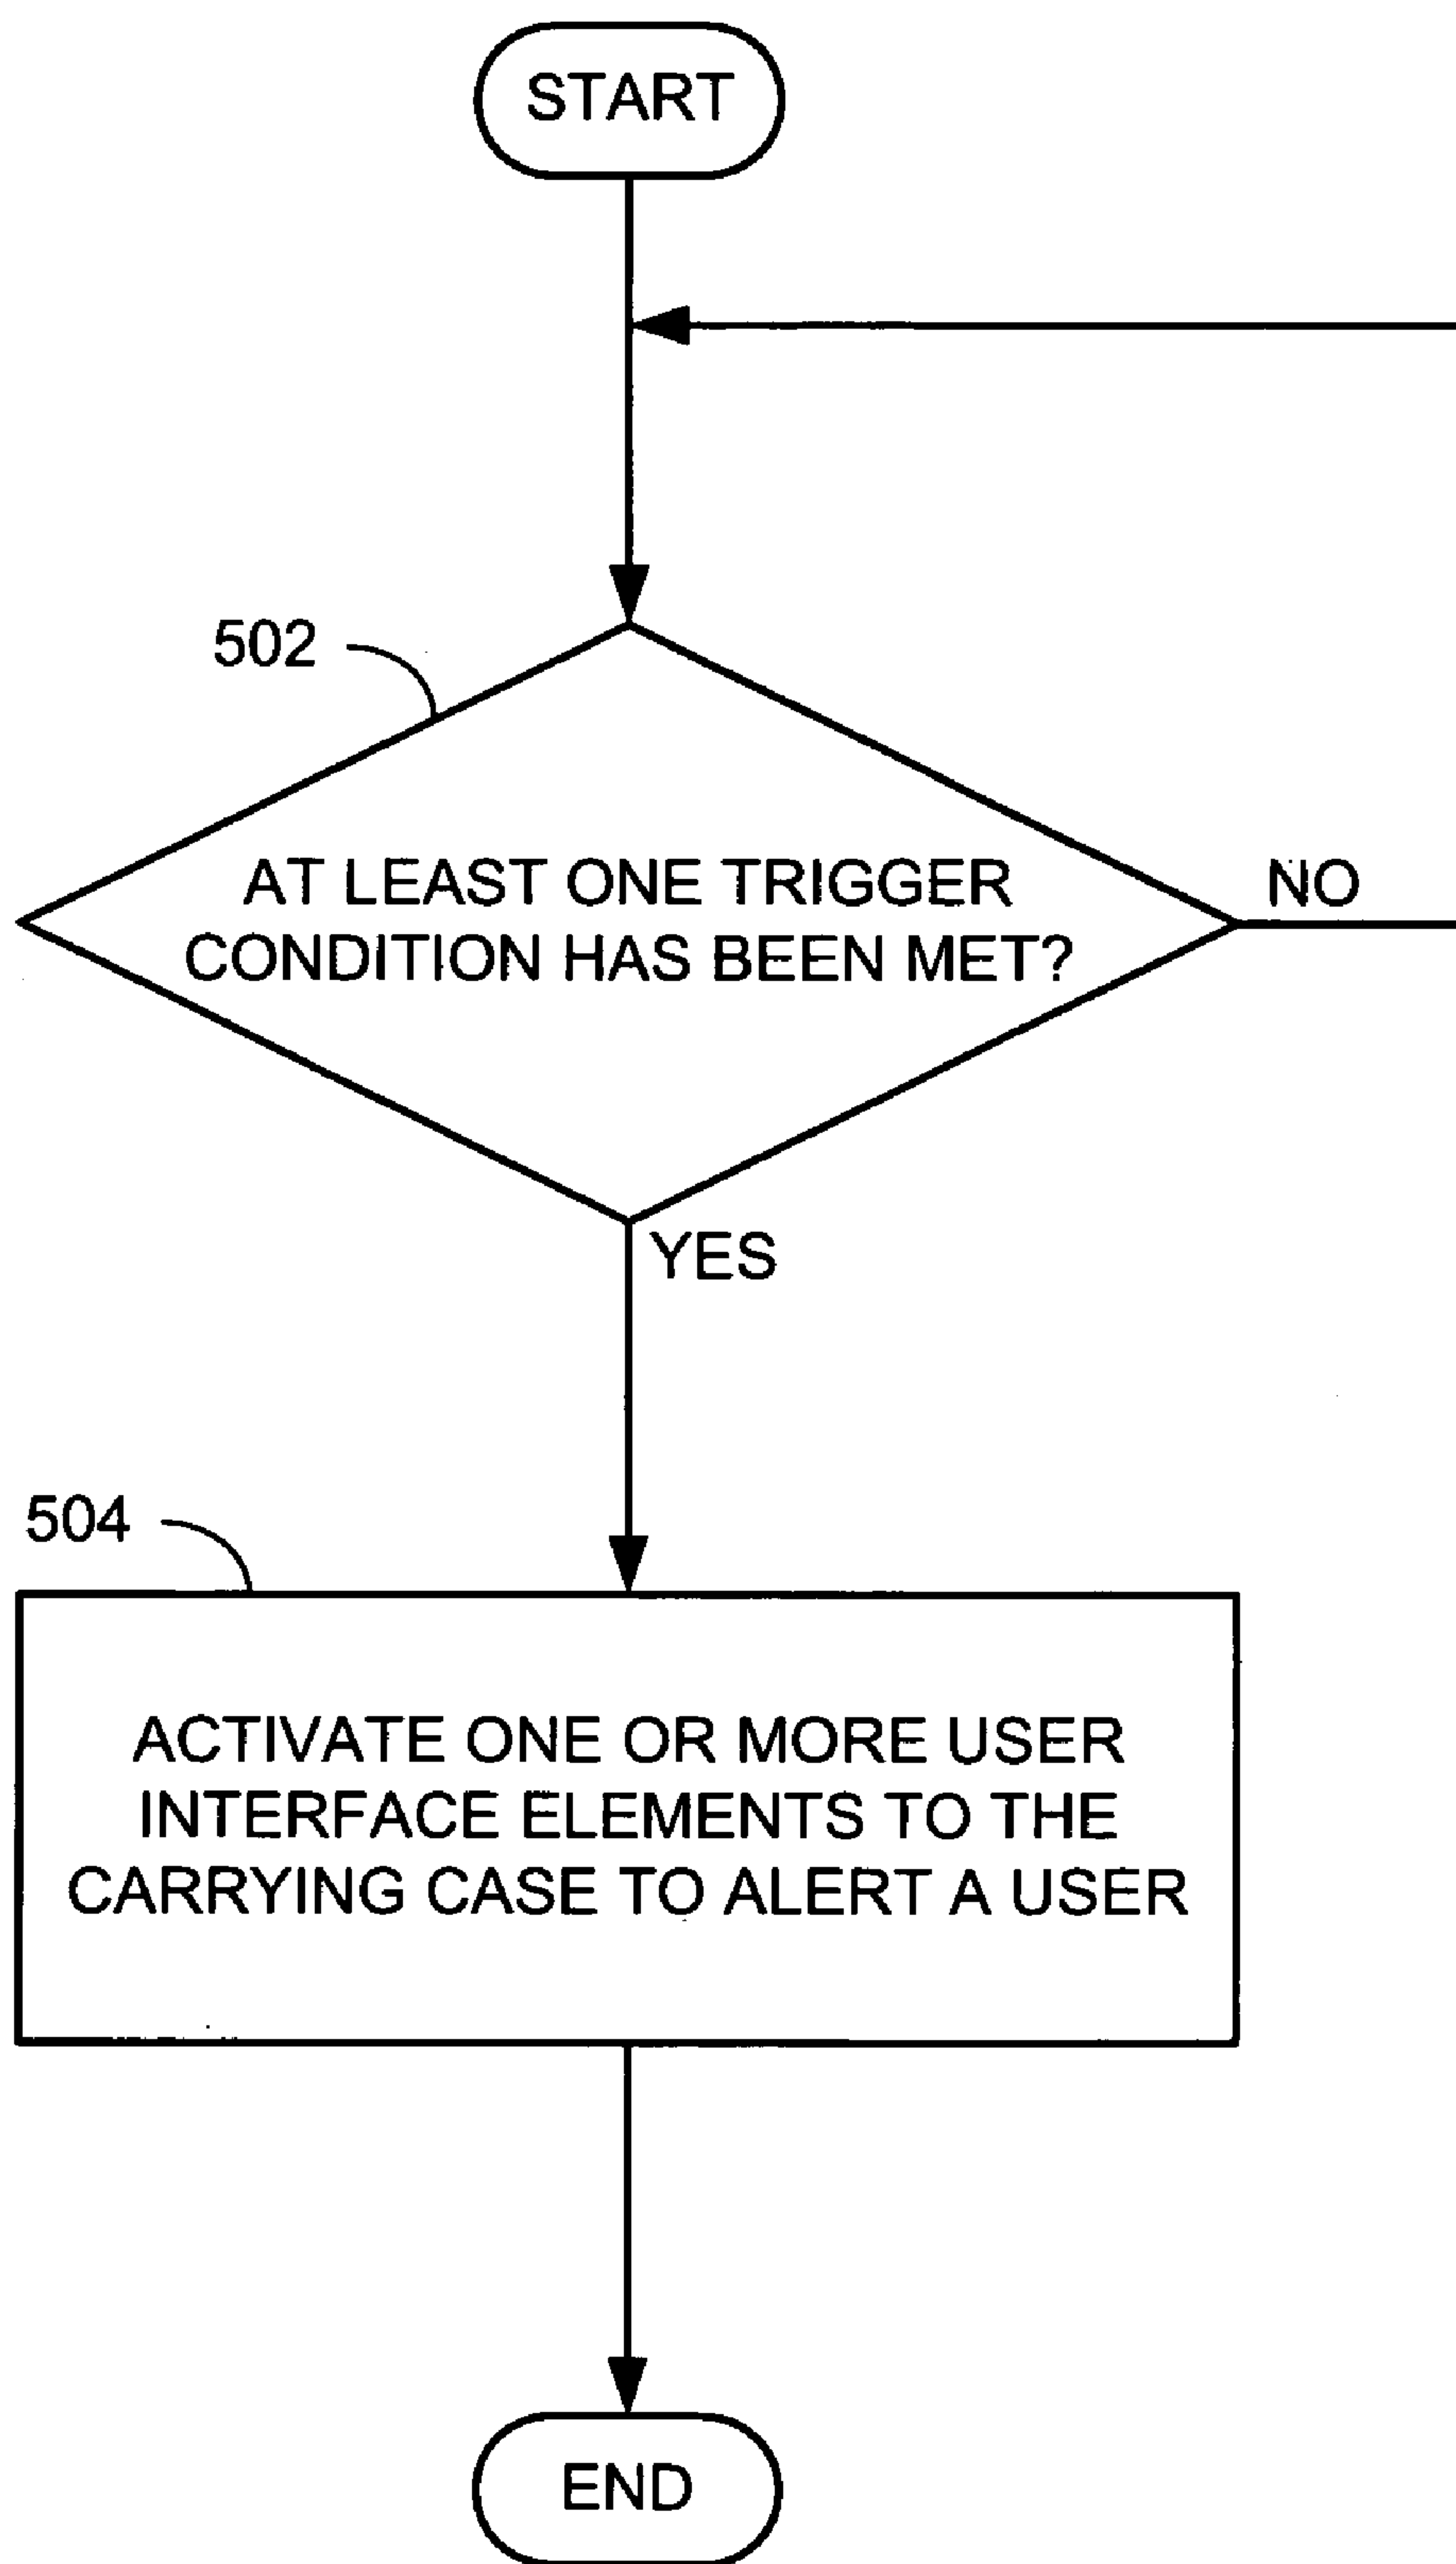 START
502
AT LEAST ONE TRIGGER
CONDITION HAS BEEN MET?
NO
YES
504
ACTIVATE ONE OR MORE USER
INTERFACE ELEMENTS TO THE
CARRYING CASE TO ALERT A USER
END